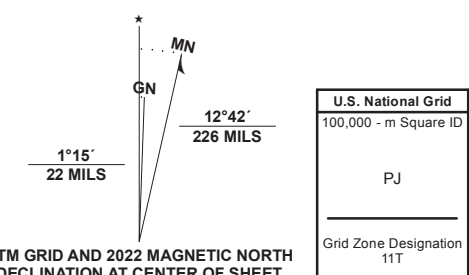 MN
GN
12°42´
226 MILS
1°15´
22 MILS
TM GRID AND 2022 MAGNETIC NORTH
DECLINATION AT CENTER OF SHEET
U.S. National Grid
100,000 - m Square ID
PJ
Grid Zone Designation
11T